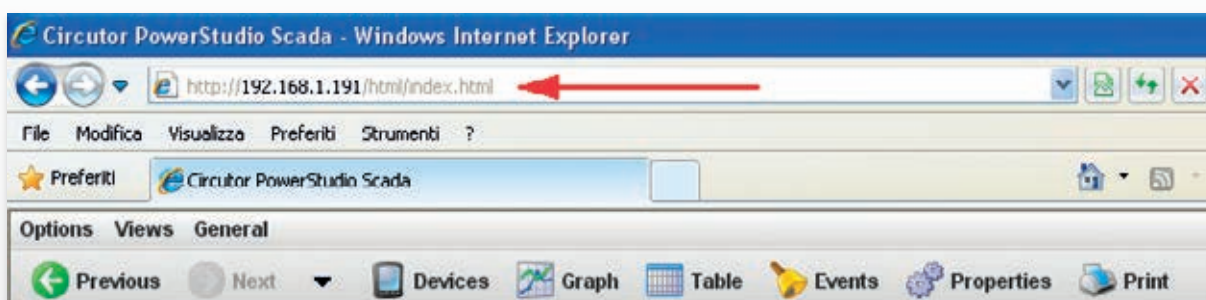 Circutor PowerStudio Scada - Windows Internet Explorer
http://192.168.1.191/html/index.html
File Modifica Visualizza Preferiti Strumenti ?
Preferiti Circutor PowerStudio Scada
Options Views General
Previous Next Devices Graph Table Events Properties Print